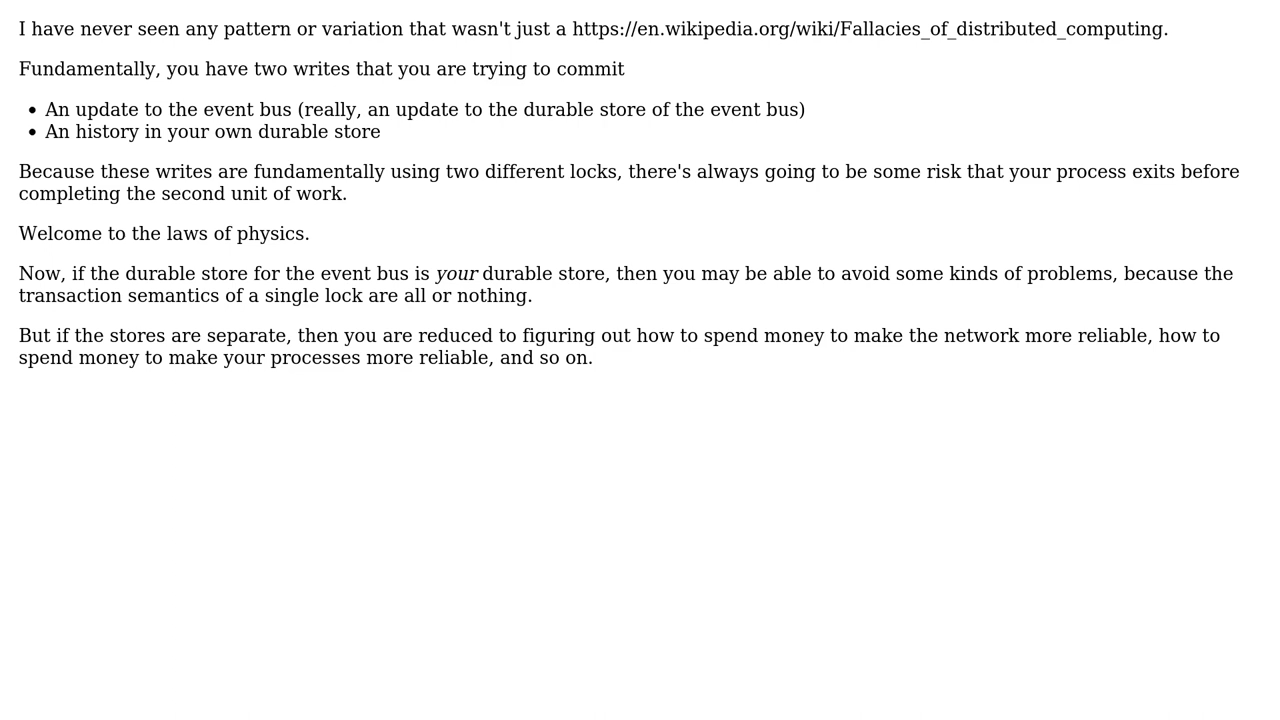 I have never seen any pattern or variation that wasn't just a https://en.wikipedia.org/wiki/Fallacies_of_distributed_computing.
Fundamentally, you have two writes that you are trying to commit
• An update to the event bus (really, an update to the durable store of the event bus)
• An history in your own durable store
Because these writes are fundamentally using two different locks, there's always going to be some risk that your process exits before
completing the second unit of work.
Welcome to the laws of physics.
Now, if the durable store for the event bus is your durable store, then you may be able to avoid some kinds of problems, because the
transaction semantics of a single lock are all or nothing.
But if the stores are separate, then you are reduced to figuring out how to spend money to make the network more reliable, how to
spend money to make your processes more reliable, and so on.